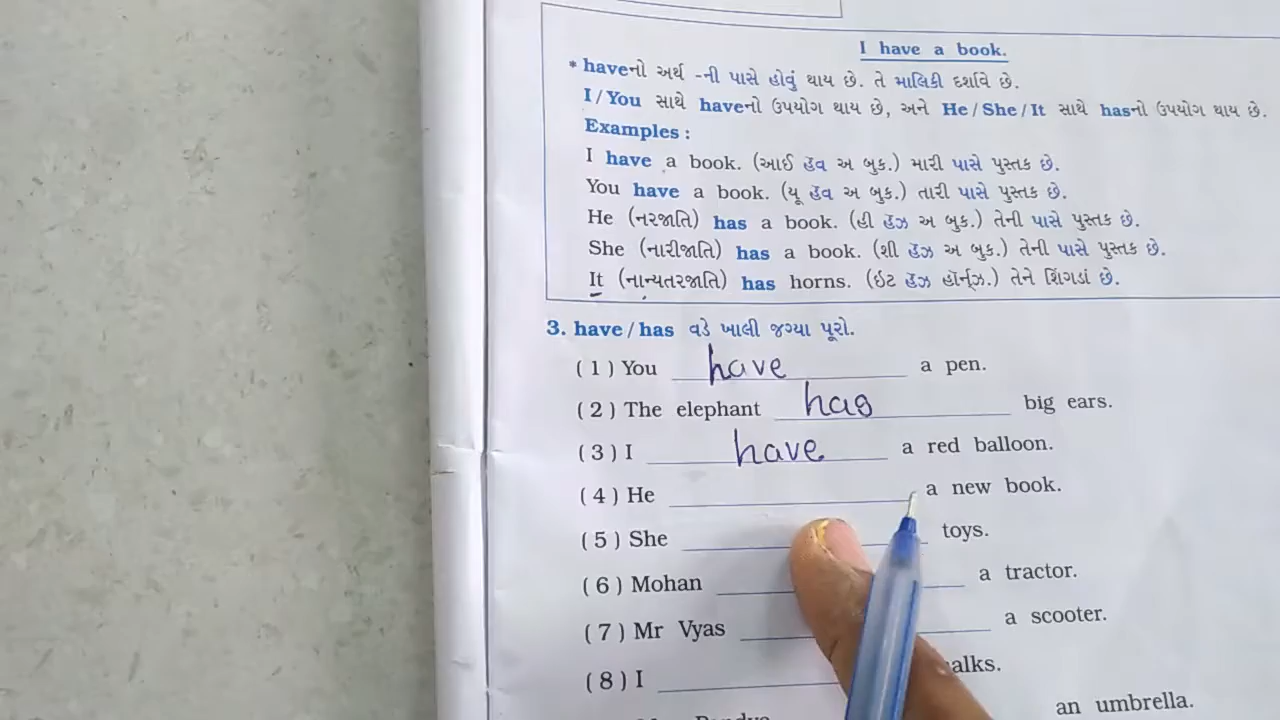 I have a book.
* haveનો અર્થ -ની પાસે હોવું થાય છે. તે માલિકી દર્શાવે છે.
I/You સાથે haveનો ઉપયોગ થાય છે, અને He/She/It સાથે hasનો ઉપયોગ થાય છે.
Examples :
I have a book. (આઈ હૅવ અ બુક.) મારી પાસે પુસ્તક છે.
You have a book. (યૂ હૅવ અ બુક.) તારી પાસે પુસ્તક છે.
He (નરજાતિ) has a book. (હી હૅઝ અ બુક.) તેની પાસે પુસ્તક છે.
She (નારીજાતિ) has a book. (શી હૅઝ અ બુક.) તેની પાસે પુસ્તક છે.
It (નાન્યતરજાતિ) has horns. (ઇટ હૅઝ હૉર્ન્ઝ.) તેને શિંગડાં છે.
3. have/has વડે ખાલી જગ્યા પૂરો.
(1) You have a pen.
(2) The elephant has big ears.
(3) I have a red balloon.
(4) He a new book.
(5) She toys.
(6) Mohan a tractor.
(7) Mr Vyas a scooter.
(8) I alks.
an umbrella.